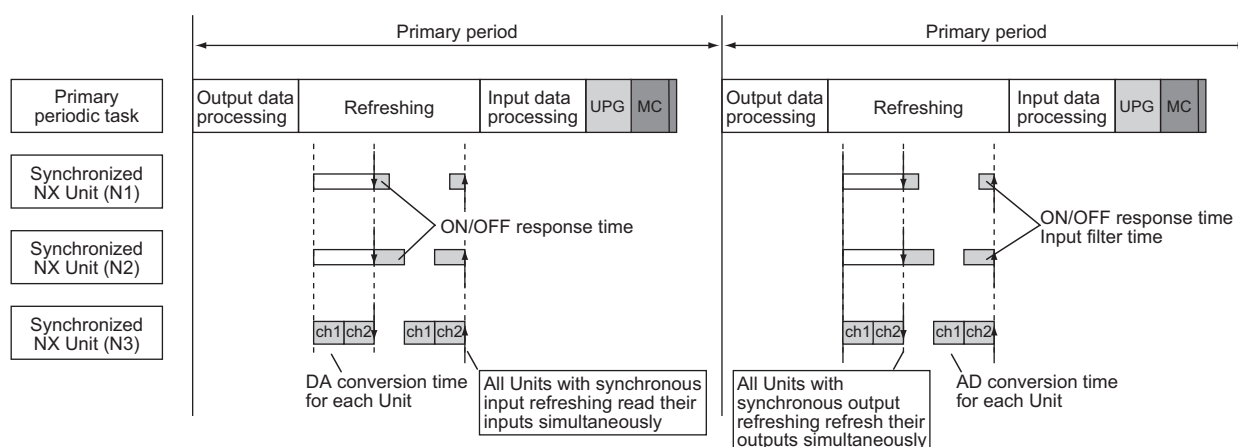 Primary period
Primary period
Primary
periodic task
Output data
processing
Refreshing
Input data
processing
UPG
MC
Output data
processing
Refreshing
Input data
processing
UPG
MC
Synchronized
NX Unit (N1)
ON/OFF response time
ON/OFF response time
Input filter time
Synchronized
NX Unit (N2)
Synchronized
NX Unit (N3)
ch1
ch2
ch1
ch2
ch1
ch2
ch1
ch2
DA conversion time
for each Unit
All Units with synchronous
input refreshing read their
inputs simultaneously
All Units with
synchronous output
refreshing refresh their
outputs simultaneously
AD conversion time
for each Unit